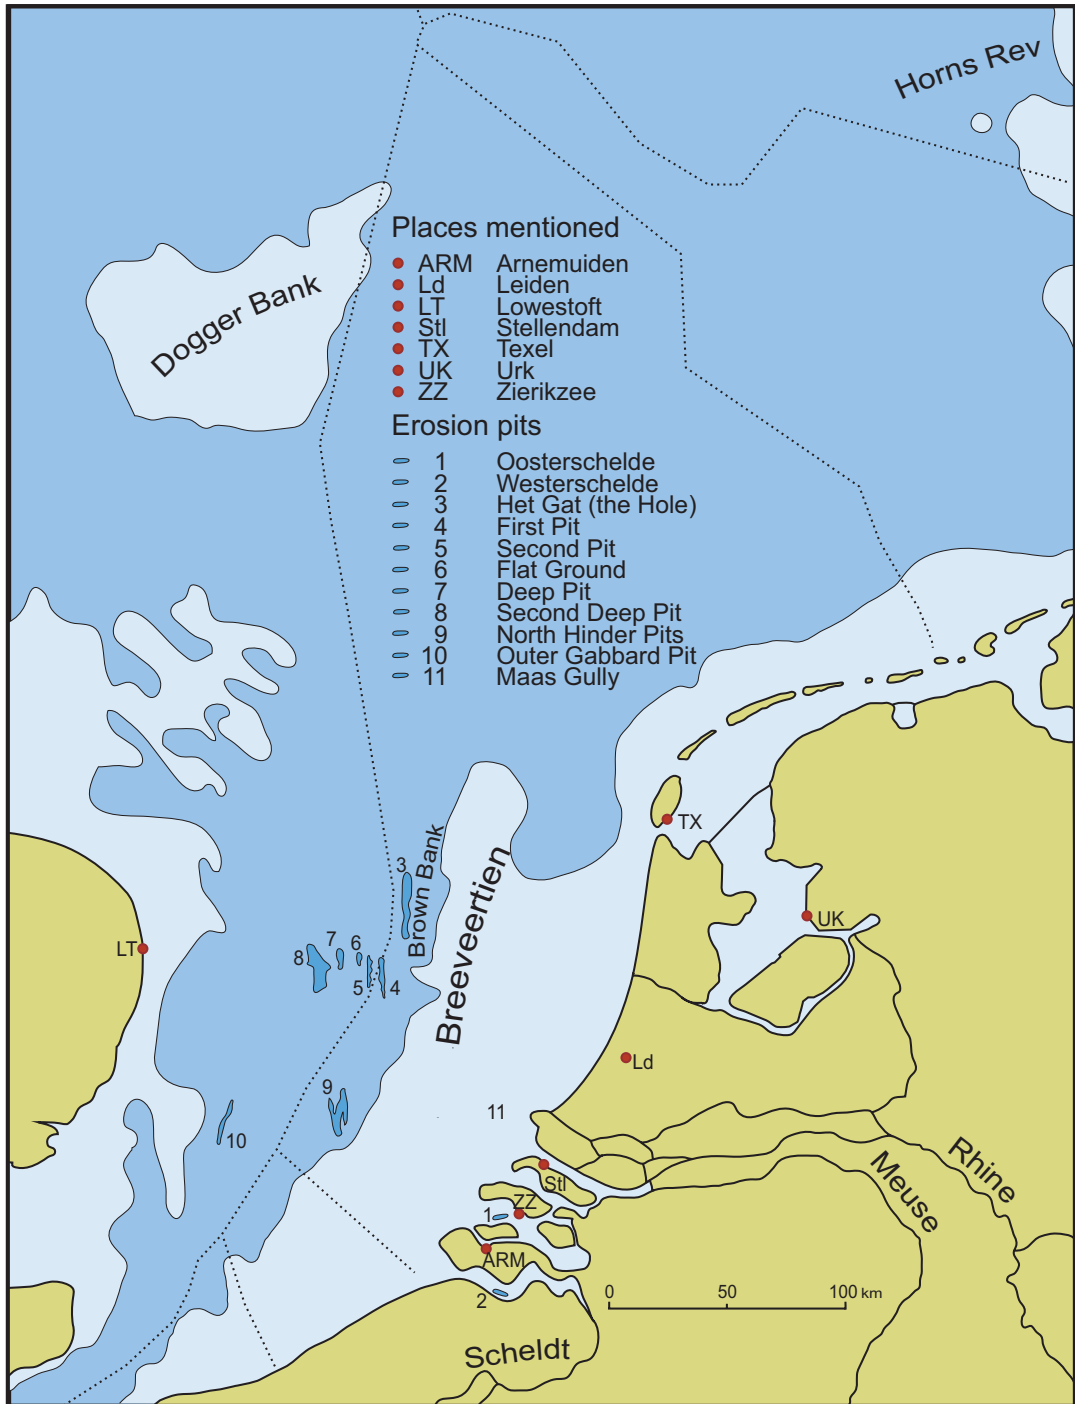 Horns Rev
Dogger Bank
Places mentioned
ARM Arnemuiden
Ld Leiden
LT Lowestoft
Stl Stellendam
TX Texel
UK Urk
ZZ Zierikzee
Erosion pits
1 Oosterschelde
2 Westerschelde
3 Het Gat (the Hole)
4 First Pit
5 Second Pit
6 Flat Ground
7 Deep Pit
8 Second Deep Pit
9 North Hinder Pits
10 Outer Gabbard Pit
11 Maas Gully
TX
Brown Bank
Breeveertien
3
UK
LT
7
6
8
5
4
Ld
9
11
10
Rhine
Meuse
Stl
ZZ
1
ARM
2
0 50 100 km
Scheldt